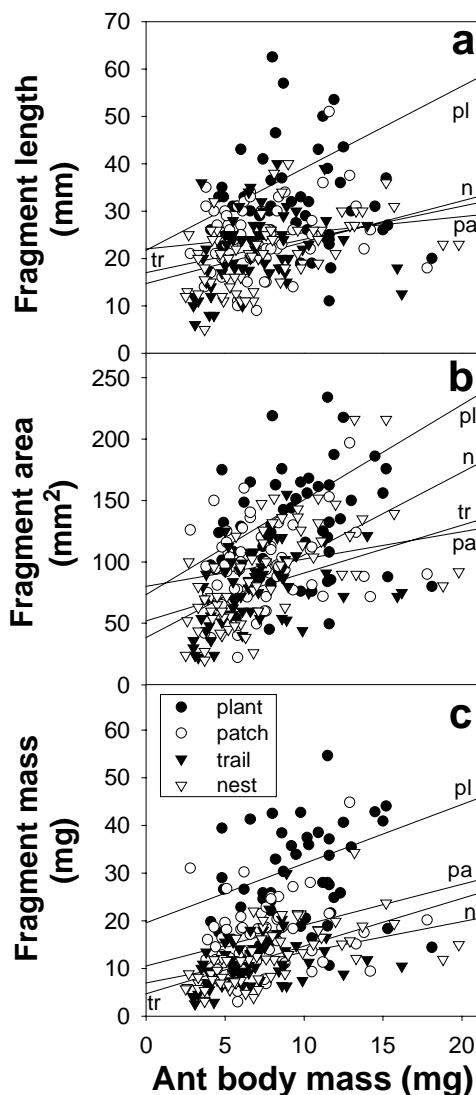 a
70
60
50
40
30
20
10
0
Fragment length
(mm)
pl
n
pa
tr
b
250
200
150
100
50
0
Fragment area
(mm²)
pl
n
tr
pa
c
60
50
40
30
20
10
0
Fragment mass
(mg)
plant
patch
trail
nest
pl
pa
n
tr
0 5 10 15 20
Ant body mass (mg)